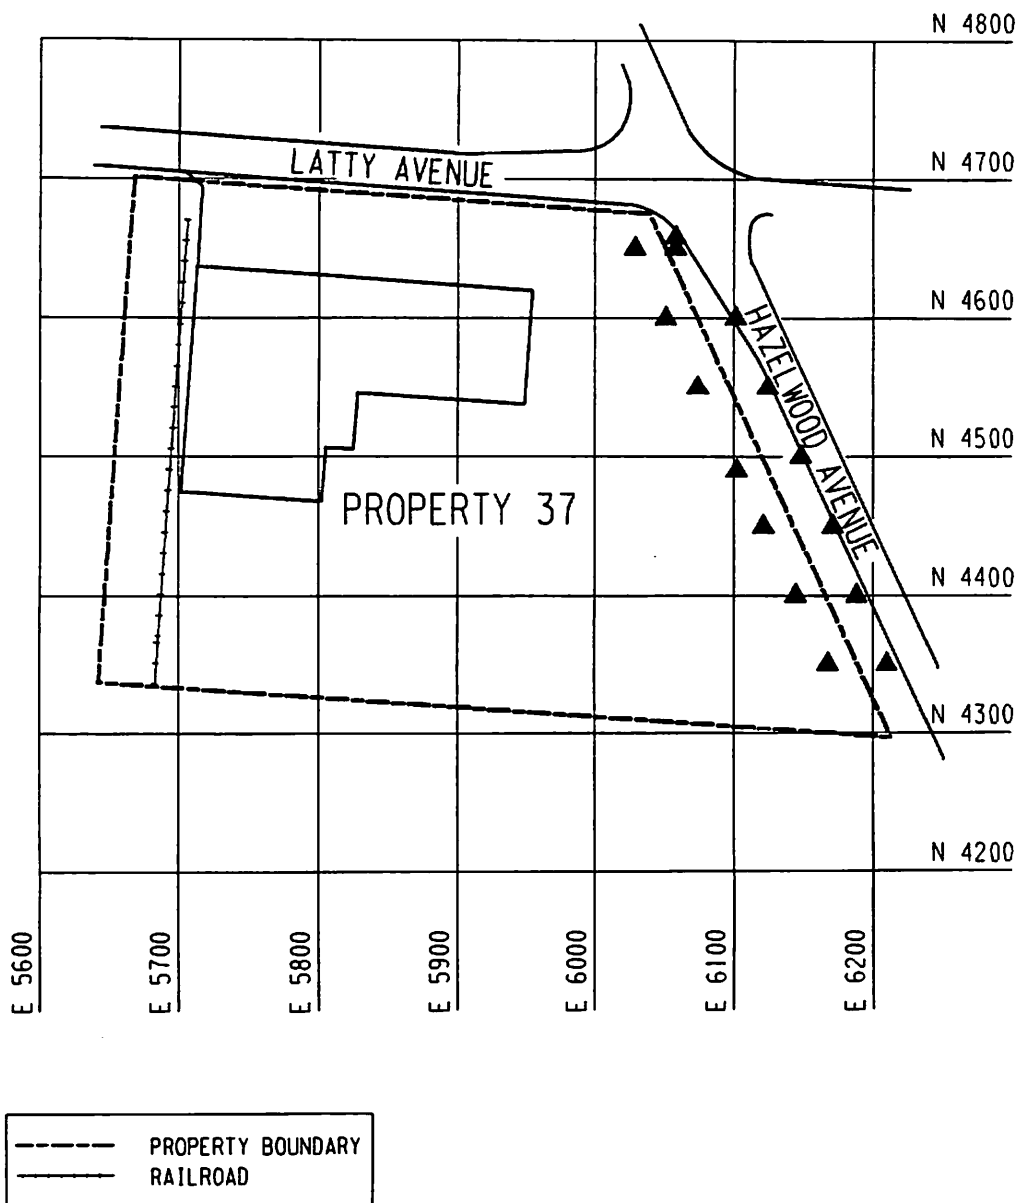 N 4800
LATTY AVENUE
N 4700
N 4600
HAZELWOOD AVENUE
N 4500
PROPERTY 37
N 4400
N 4300
N 4200
E 5600
E 5700
E 5800
E 5900
E 6000
E 6100
E 6200
PROPERTY BOUNDARY
RAILROAD